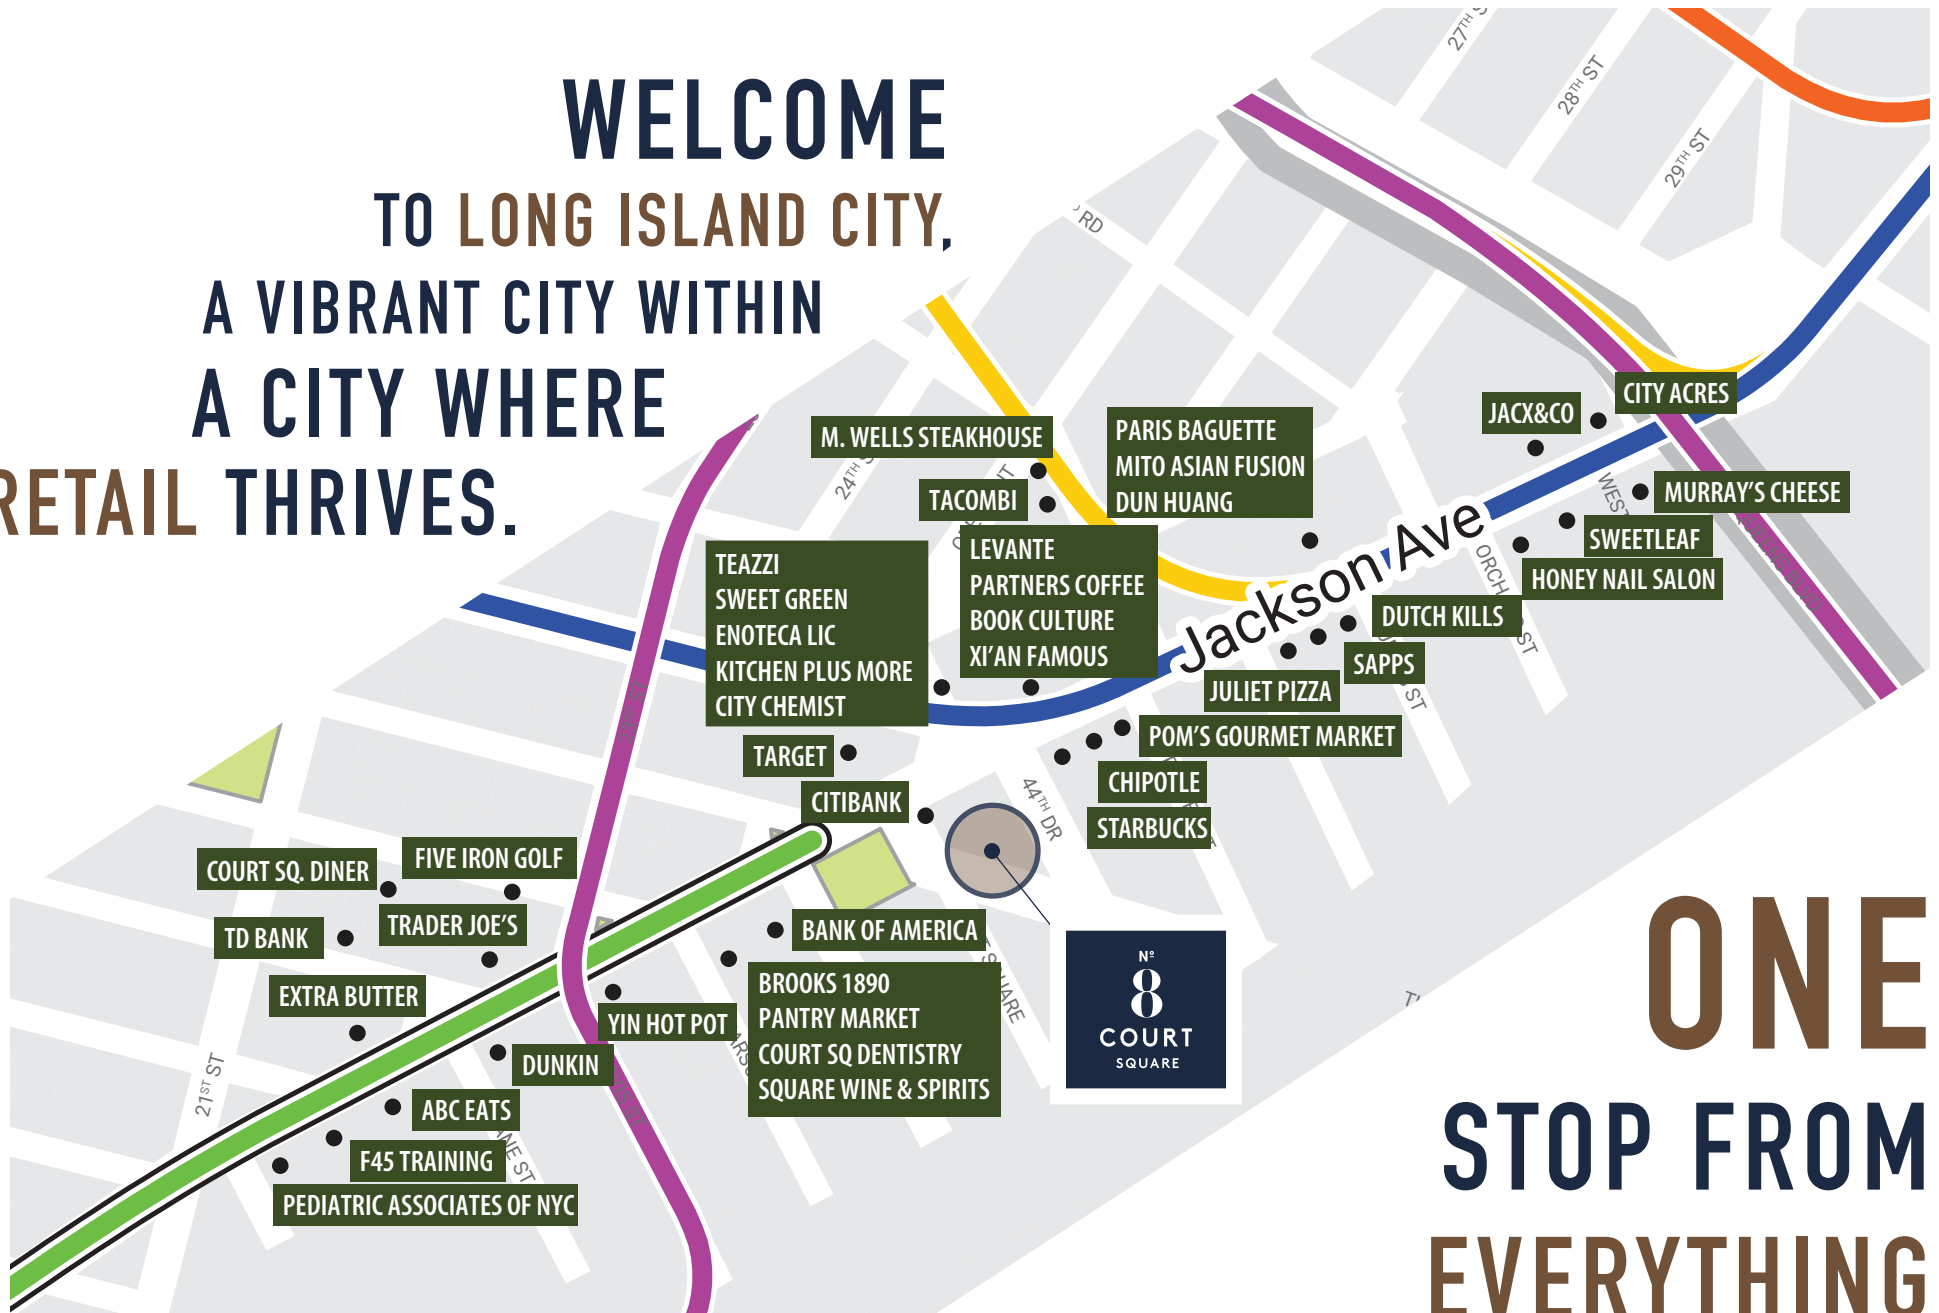 WELCOME
TO LONG ISLAND CITY,
A VIBRANT CITY WITHIN
A CITY WHERE
RETAIL THRIVES.
27TH
28TH ST
29TH ST
RD
24TH
CITY ACRES
JACX&CO
M. WELLS STEAKHOUSE
TACOMBI
PARIS BAGUETTE
MITO ASIAN FUSION
DUN HUANG
MURRAY'S CHEESE
SWEETLEAF
HONEY NAIL SALON
WEST
Jackson Ave
ST
LEVANTE
PARTNERS COFFEE
BOOK CULTURE
XI'AN FAMOUS
TEAZZI
SWEET GREEN
ENOTECA LIC
KITCHEN PLUS MORE
CITY CHEMIST
DUTCH KILLS
SAPPS
JULIET PIZZA
ST
POM'S GOURMET MARKET
CHIPOTLE
STARBUCKS
TARGET
CITIBANK
44TH DR
COURT SQ. DINER
FIVE IRON GOLF
TD BANK
TRADER JOE'S
EXTRA BUTTER
BANK OF AMERICA
BROOKS 1890
PANTRY MARKET
COURT SQ DENTISTRY
SQUARE WINE & SPIRITS
YIN HOT POT
DUNKIN
ABC EATS
F45 TRAINING
PEDIATRIC ASSOCIATES OF NYC
21ST ST
ST
Nº
8
COURT
SQUARE
ONE
STOP FROM
EVERYTHING